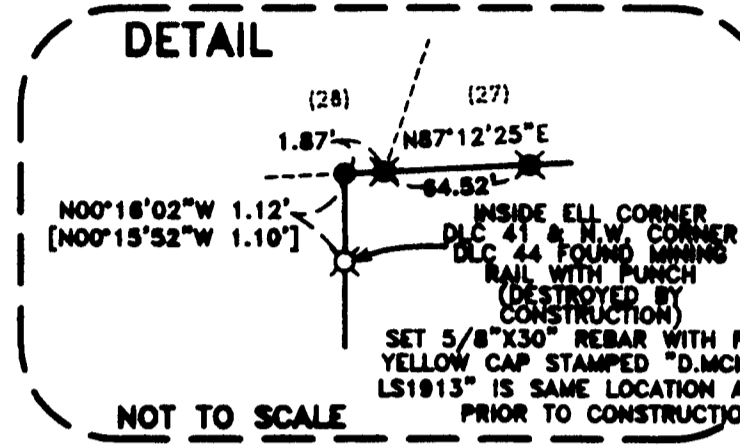 DETAIL
(28)
(27)
1.87'
N87°12'25"E
64.52'
N00°16'02"W 1.12'
[N00°15'52"W 1.10']
INSIDE ELL CORNER
DLC 41 & N.W. CORNER
DLC 44 FOUND MINING
RAIL WITH PUNCH
(DESTROYED BY
CONSTRUCTION)
SET 5/8"X30" REBAR WITH
YELLOW CAP STAMPED "D.MC
LS1913" IS SAME LOCATION
PRIOR TO CONSTRUCTIO
NOT TO SCALE